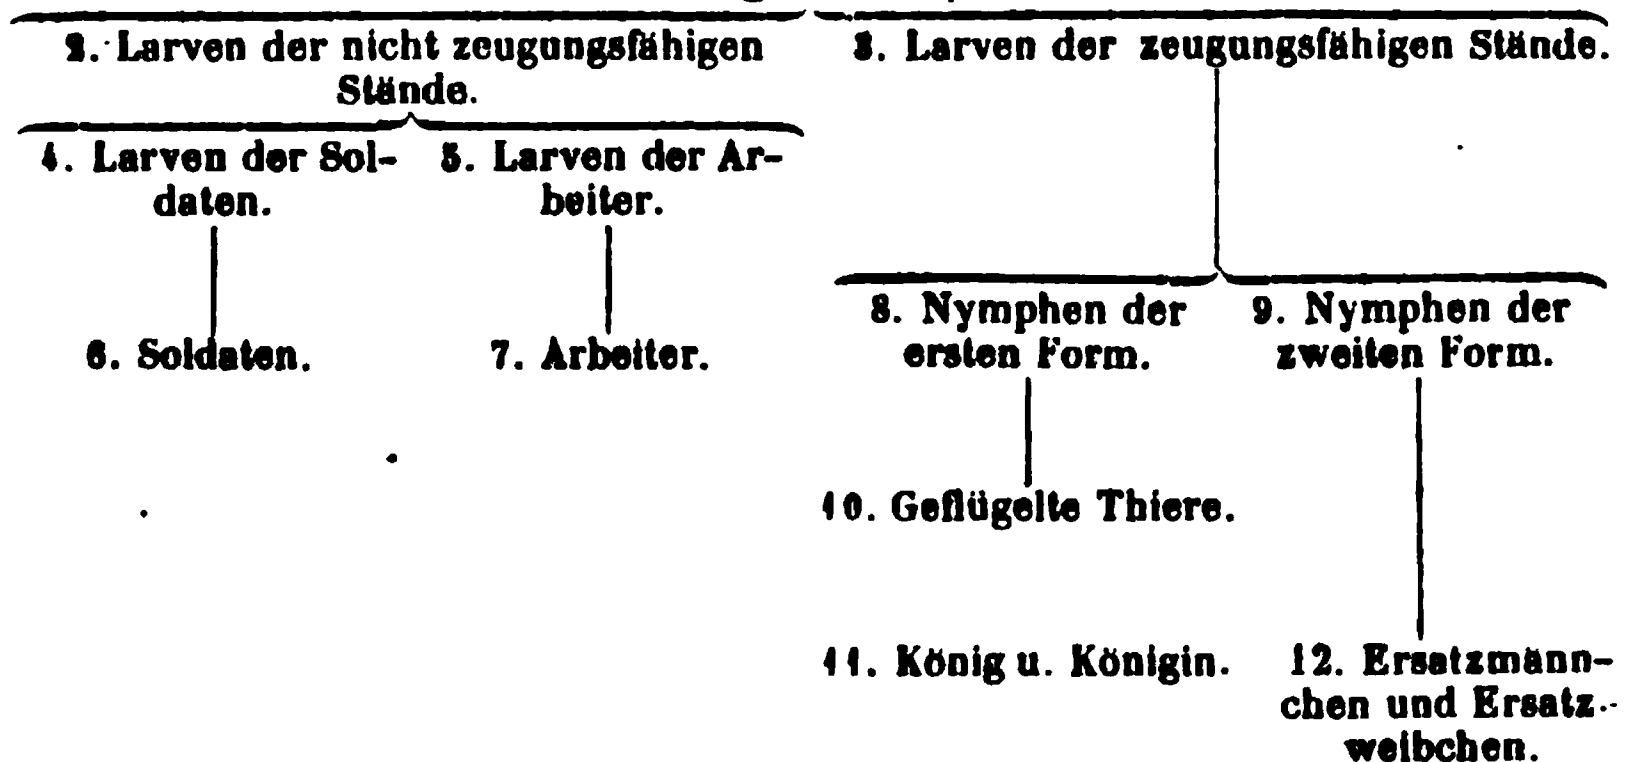 2. Larven der nicht zeugungsfähigen
Stände.
3. Larven der zeugungsfähigen Stände.
4. Larven der Sol-
daten.
5. Larven der Ar-
beiter.
6. Soldaten.
7. Arbeiter.
8. Nymphen der
ersten Form.
9. Nymphen der
zweiten Form.
10. Geflügelte Thiere.
11. König u. Königin.
12. Ersatzmänn-
chen und Ersatz-
weibchen.